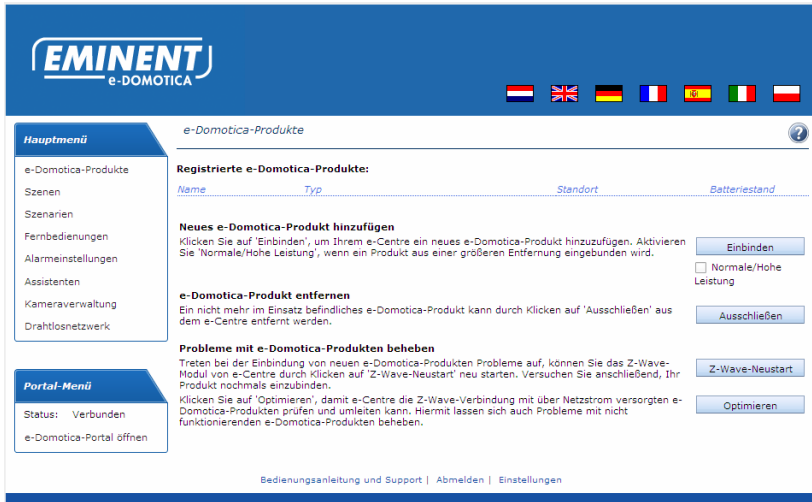 EMINENT
e-DOMOTICA
Hauptmenü
e-Domotica-Produkte
Szenen
Szenarien
Fernbedienungen
Alarmeinstellungen
Assistenten
Kameraverwaltung
Drahtlosnetzwerk
Portal-Menü
Status: Verbunden
e-Domotica-Portal öffnen
e-Domotica-Produkte
?
Registrierte e-Domotica-Produkte:
Name Typ Standort Batteriestand
Neues e-Domotica-Produkt hinzufügen
Klicken Sie auf 'Einbinden', um Ihrem e-Centre ein neues e-Domotica-Produkt hinzuzufügen. Aktivieren
Sie 'Normale/Hohe Leistung', wenn ein Produkt aus einer größeren Entfernung eingebunden wird.
Einbinden
Normale/Hohe
Leistung
e-Domotica-Produkt entfernen
Ein nicht mehr im Einsatz befindliches e-Domotica-Produkt kann durch Klicken auf 'Ausschließen' aus
dem e-Centre entfernt werden.
Ausschließen
Probleme mit e-Domotica-Produkten beheben
Treten bei der Einbindung von neuen e-Domotica-Produkten Probleme auf, können Sie das Z-Wave-
Modul von e-Centre durch Klicken auf 'Z-Wave-Neustart' neu starten. Versuchen Sie anschließend, Ihr
Produkt nochmals einzubinden.
Z-Wave-Neustart
Klicken Sie auf 'Optimieren', damit e-Centre die Z-Wave-Verbindung mit über Netzstrom versorgten e-
Domotica-Produkten prüfen und umleiten kann. Hiermit lassen sich auch Probleme mit nicht
funktionierenden e-Domotica-Produkten beheben.
Optimieren
Bedienungsanleitung und Support | Abmelden | Einstellungen